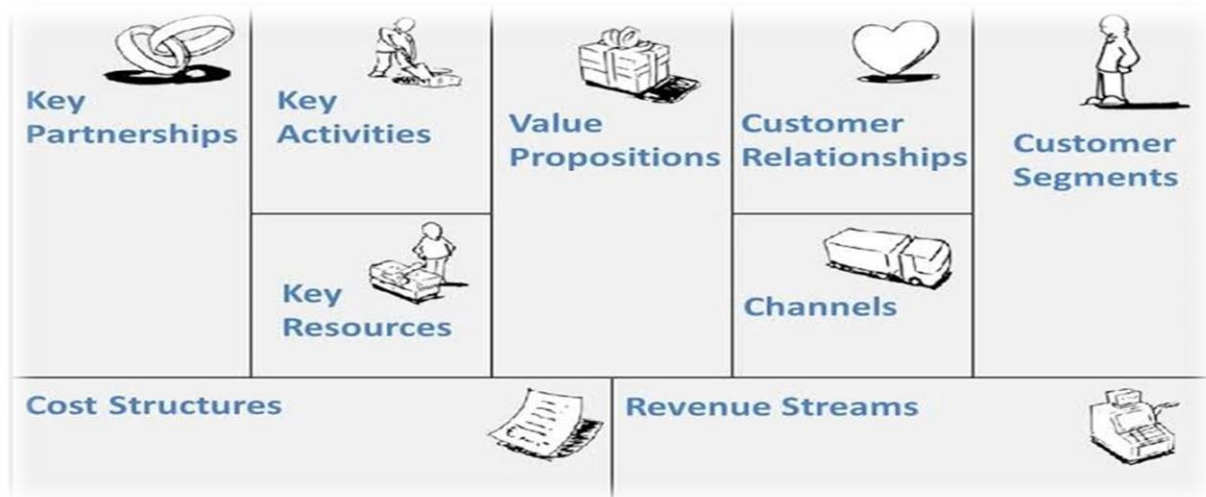 Key
Partnerships
Key
Activities
Key
Resources
Value
Propositions
Customer
Relationships
Channels
Customer
Segments
Cost Structures
Revenue Streams